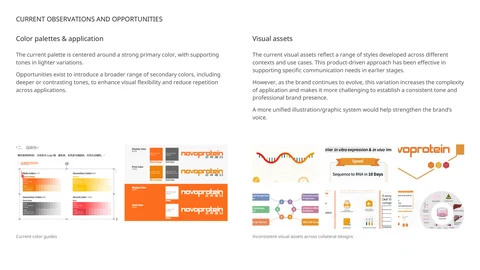 CURRENT OBSERVATIONS AND OPPORTUNITIES
Color palettes & application
The current palette is centered around a strong primary color, with supporting
tones in lighter variations.
Opportunities exist to introduce a broader range of secondary colors, including
deeper or contrasting tones, to enhance visual flexibility and reduce repetition
across applications.
Current color guides
Visual assets
The current visual assets reflect a range of styles developed across different
contexts and use cases. This product-driven approach has been effective in
supporting specific communication needs in earlier stages.
However, as the brand continues to evolve, this variation increases the complexity
of application and makes it more challenging to establish a consistent tone and
professional brand presence.
A more unified illustration/graphic system would help strengthen the brand's
voice.
novoprotein
novoprotein
novoprotein
Speed
Sequence to RNA in 10 Days
Inconsistent visual assets across collateral designs